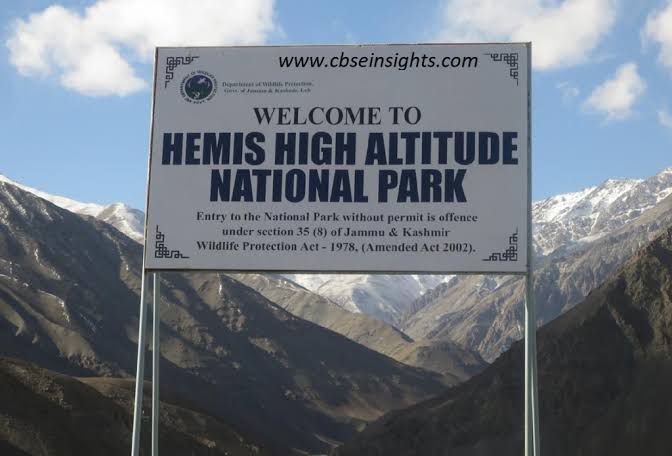 www.cbseinsights.com
Department of Wildlife Protection,
Govt. of Jammu & Kashmir, Leh
WELCOME TO
HEMIS HIGH ALTITUDE
NATIONAL PARK
Entry to the National Park without permit is offence
under section 35 (8) of Jammu & Kashmir
Wildlife Protection Act - 1978, (Amended Act 2002).